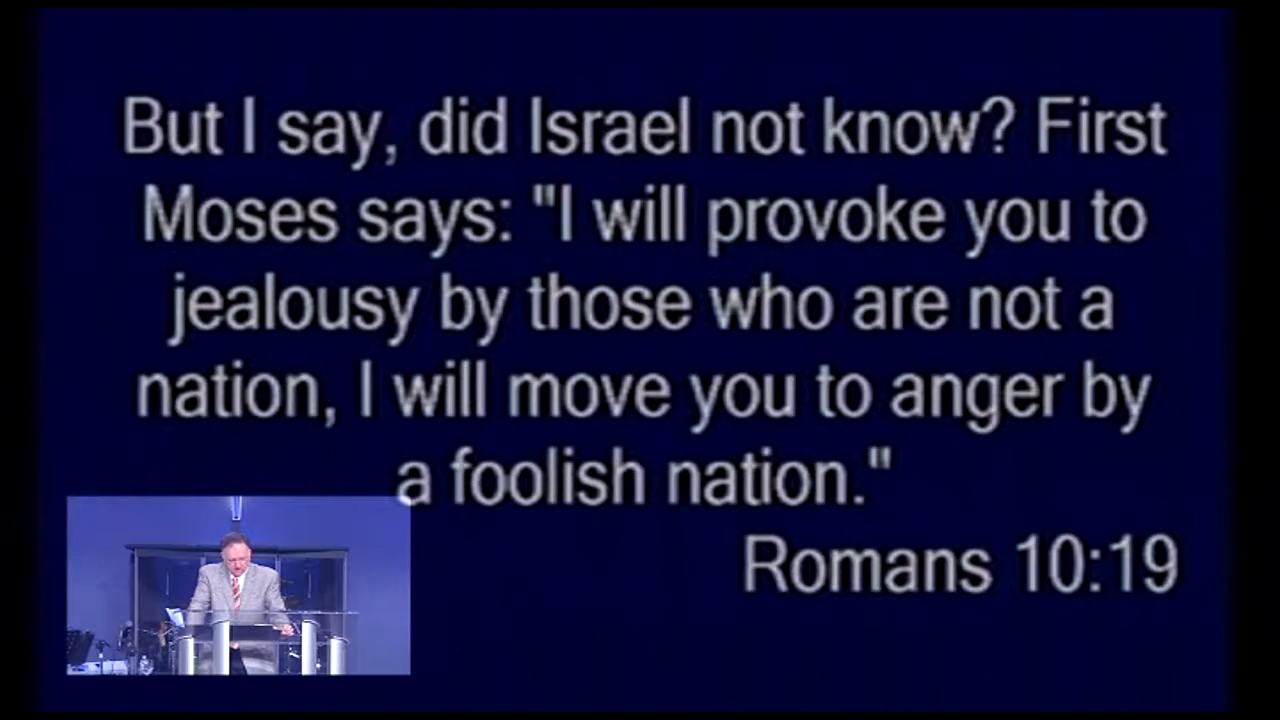 But I say, did Israel not know? First
Moses says: "I will provoke you to
jealousy by those who are not a
nation, I will move you to anger by
a foolish nation."
Romans 10:19